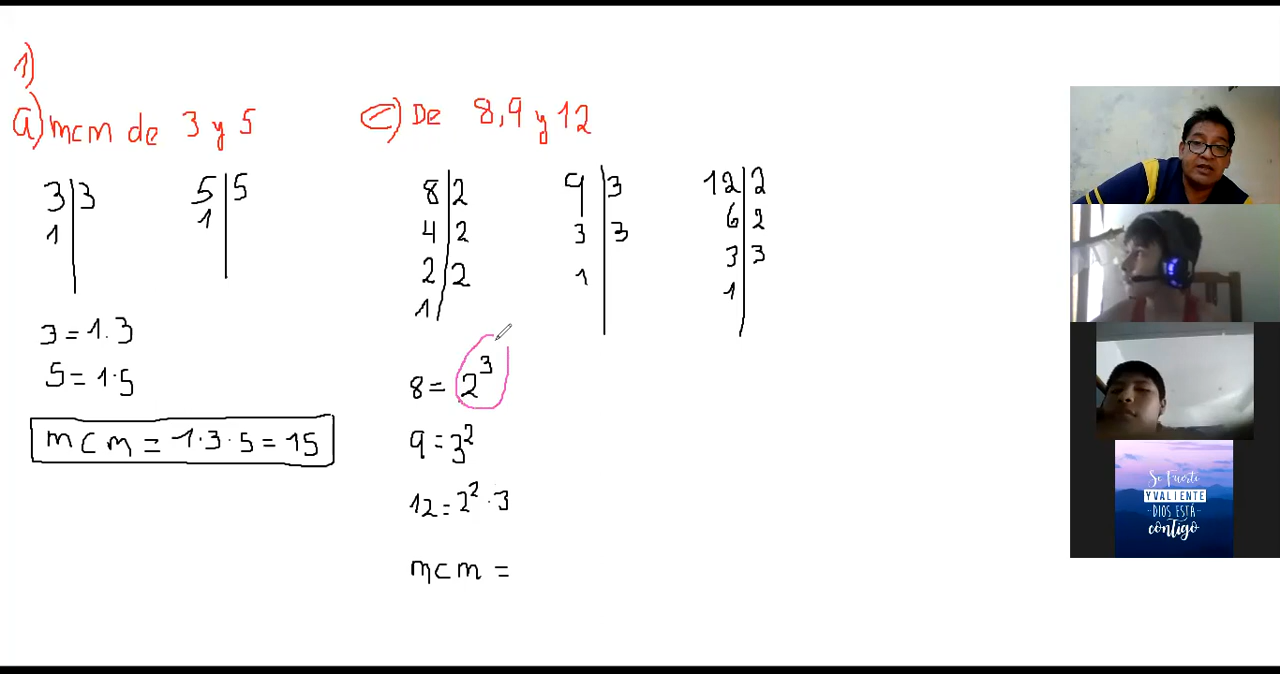 1)
a) mcm de 3 y 5
3 3
1
5 5
1
3 = 1.3
5 = 1.5
mcm = 1.3.5 = 15
c) De 8, 9 y 12
8 2
4 2
2 2
1
9 3
3 3
1
12 2
6 2
3 3
1
8 = 2³
9 = 3²
12 = 2² . 3
mcm =
Se Fuerte
Y VALIENTE
DIOS ESTÁ
contigo